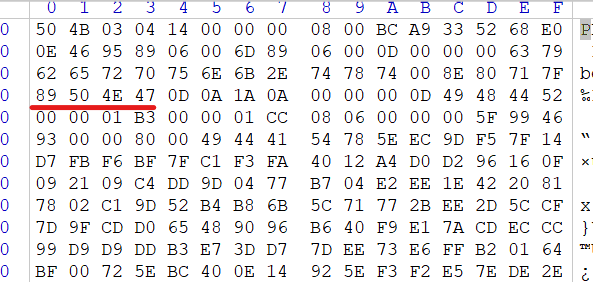 0 1 2 3 4 5 6 7 8 9 A B C D E F
0 50 4B 03 04 14 00 00 00 08 00 BC A9 33 52 68 E0 P
0 0E 46 95 89 06 00 6D 89 06 00 0D 00 00 00 63 79
0 62 65 72 70 75 6E 6B 2E 74 78 74 00 8E 80 71 7F be
0 89 50 4E 47 0D 0A 1A 0A 00 00 00 0D 49 48 44 52 ‰
0 00 00 01 B3 00 00 01 CC 08 06 00 00 00 5F 99 46
0 93 00 00 80 00 49 44 41 54 78 5E EC 9D F5 7F 14 “
0 D7 FB F6 BF 7F C1 F3 FA 40 12 A4 D0 D2 96 16 0F ×
0 09 21 09 C4 DD 9D 04 77 B7 04 E2 EE 1E 42 20 81
0 78 02 C1 9D 52 B4 B8 6B 5C 71 77 2B EE 2D 5C CF x
0 7D 9F CD D0 65 48 90 96 B6 40 F9 E1 7A CD EC CC }
0 99 D9 D9 DD B3 E7 3D D7 7D EE 73 E6 FF B2 01 64 ™
0 BF 00 72 5E BC 40 0E 14 92 5E F3 F2 E5 7E DE 2E ¿